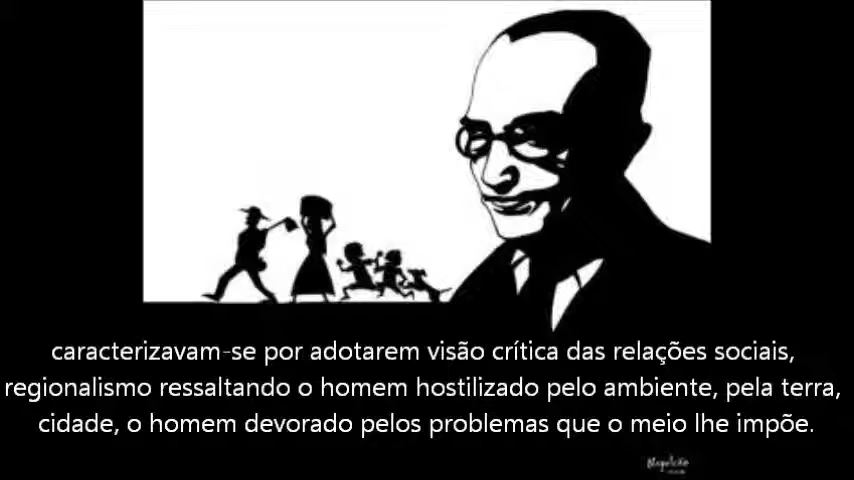 caracterizavam-se por adotarem visão crítica das relações sociais,
regionalismo ressaltando o homem hostilizado pelo ambiente, pela terra,
cidade, o homem devorado pelos problemas que o meio lhe impõe.